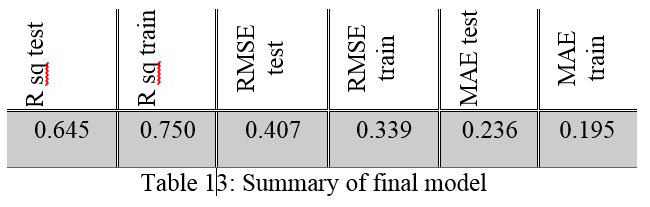 R sq test
R sq train
RMSE
test
RMSE
train
MAE test
MAE
train
0.645 0.750 0.407 0.339 0.236 0.195
Table 13: Summary of final model